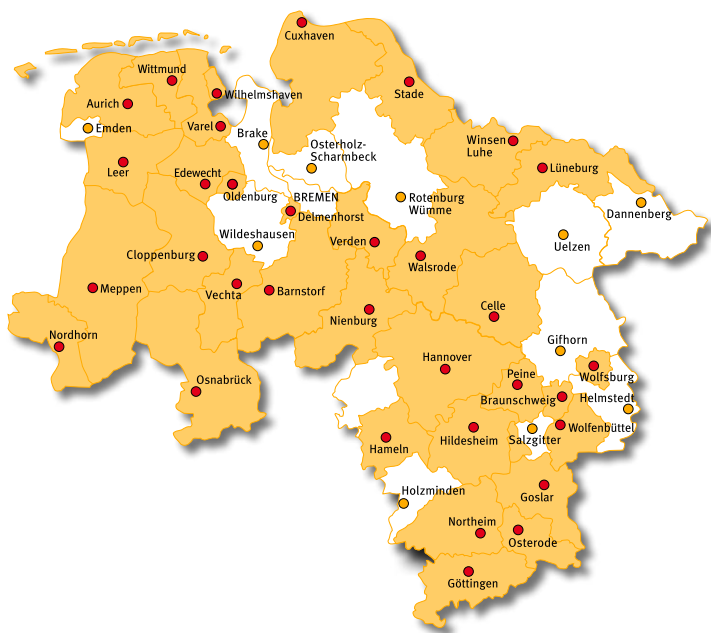 Cuxhaven
Wittmund
Wilhelmshaven
Stade
Aurich
Emden
Varel
Brake
Osterholz-
Scharmbeck
Winsen
Luhe
Lüneburg
Leer
Edewecht
Oldenburg
BREMEN
Delmenhorst
Rotenburg
Wümme
Dannenberg
Wildeshausen
Verden
Uelzen
Cloppenburg
Walsrode
Meppen
Vechta
Barnstorf
Nienburg
Celle
Nordhorn
Gifhorn
Hannover
Peine
Wolfsburg
Osnabrück
Braunschweig
Helmstedt
Hameln
Hildesheim
Salzgitter
Wolfenbüttel
Holzminden
Goslar
Northeim
Osterode
Göttingen